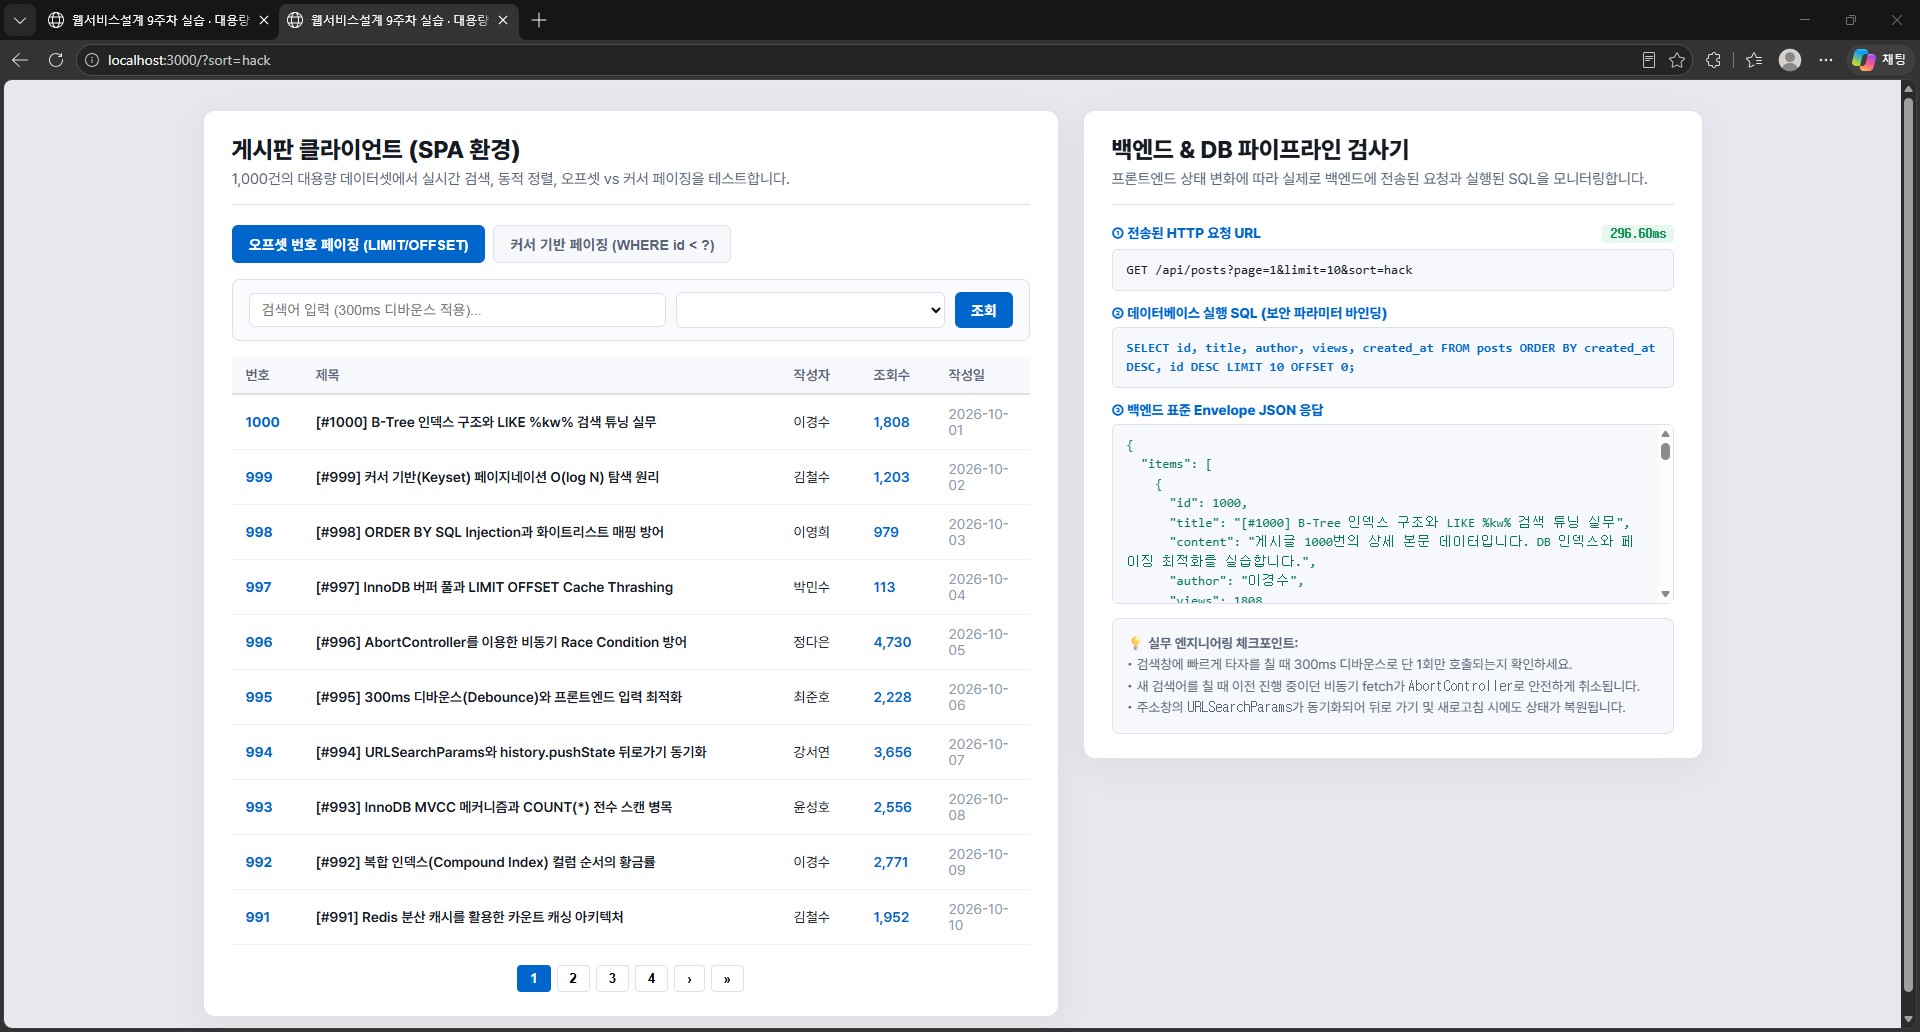 웹서비스설계 9주차 실습 · 대용량
웹서비스설계 9주차 실습 · 대용량
localhost:3000/?sort=hack
채팅
게시판 클라이언트 (SPA 환경)
1,000건의 대용량 데이터셋에서 실시간 검색, 동적 정렬, 오프셋 vs 커서 페이징을 테스트합니다.
오프셋 번호 페이징 (LIMIT/OFFSET)
커서 기반 페이징 (WHERE id < ?)
검색어 입력 (300ms 디바운스 적용)...
조회
번호 제목 작성자 조회수 작성일
1000 [#1000] B-Tree 인덱스 구조와 LIKE %kw% 검색 튜닝 실무 이경수 1,808 2026-10-
01
999 [#999] 커서 기반(Keyset) 페이지네이션 O(log N) 탐색 원리 김철수 1,203 2026-10-
02
998 [#998] ORDER BY SQL Injection과 화이트리스트 매핑 방어 이영희 979 2026-10-
03
997 [#997] InnoDB 버퍼 풀과 LIMIT OFFSET Cache Thrashing 박민수 113 2026-10-
04
996 [#996] AbortController를 이용한 비동기 Race Condition 방어 정다은 4,730 2026-10-
05
995 [#995] 300ms 디바운스(Debounce)와 프론트엔드 입력 최적화 최준호 2,228 2026-10-
06
994 [#994] URLSearchParams와 history.pushState 뒤로가기 동기화 강서연 3,656 2026-10-
07
993 [#993] InnoDB MVCC 메커니즘과 COUNT(*) 전수 스캔 병목 윤성호 2,556 2026-10-
08
992 [#992] 복합 인덱스(Compound Index) 컬럼 순서의 황금률 이경수 2,771 2026-10-
09
991 [#991] Redis 분산 캐시를 활용한 카운트 캐싱 아키텍처 김철수 1,952 2026-10-
10
1 2 3 4 › »
백엔드 & DB 파이프라인 검사기
프론트엔드 상태 변화에 따라 실제로 백엔드에 전송된 요청과 실행된 SQL을 모니터링합니다.
① 전송된 HTTP 요청 URL
296.60ms
GET /api/posts?page=1&limit=10&sort=hack
② 데이터베이스 실행 SQL (보안 파라미터 바인딩)
SELECT id, title, author, views, created_at FROM posts ORDER BY created_at
DESC, id DESC LIMIT 10 OFFSET 0;
③ 백엔드 표준 Envelope JSON 응답
{
"items": [
{
"id": 1000,
"title": "[#1000] B-Tree 인덱스 구조와 LIKE %kw% 검색 튜닝 실무",
"content": "게시글 1000번의 상세 본문 데이터입니다. DB 인덱스와 페
이징 최적화를 실습합니다.",
"author": "이경수",
"views": 1808
💡 실무 엔지니어링 체크포인트:
• 검색창에 빠르게 타자를 칠 때 300ms 디바운스로 단 1회만 호출되는지 확인하세요.
• 새 검색어를 칠 때 이전 진행 중이던 비동기 fetch가 AbortController로 안전하게 취소됩니다.
• 주소창의 URLSearchParams가 동기화되어 뒤로 가기 및 새로고침 시에도 상태가 복원됩니다.